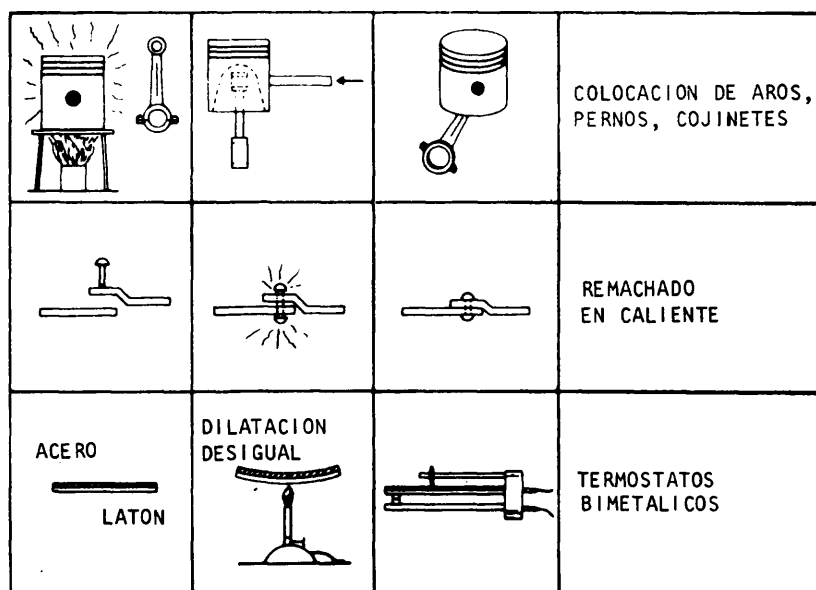 COLOCACION DE AROS,
PERNOS, COJINETES
REMACHADO
EN CALIENTE
ACERO
LATON
DILATACION
DESIGUAL
TERMOSTATOS
BIMETALICOS